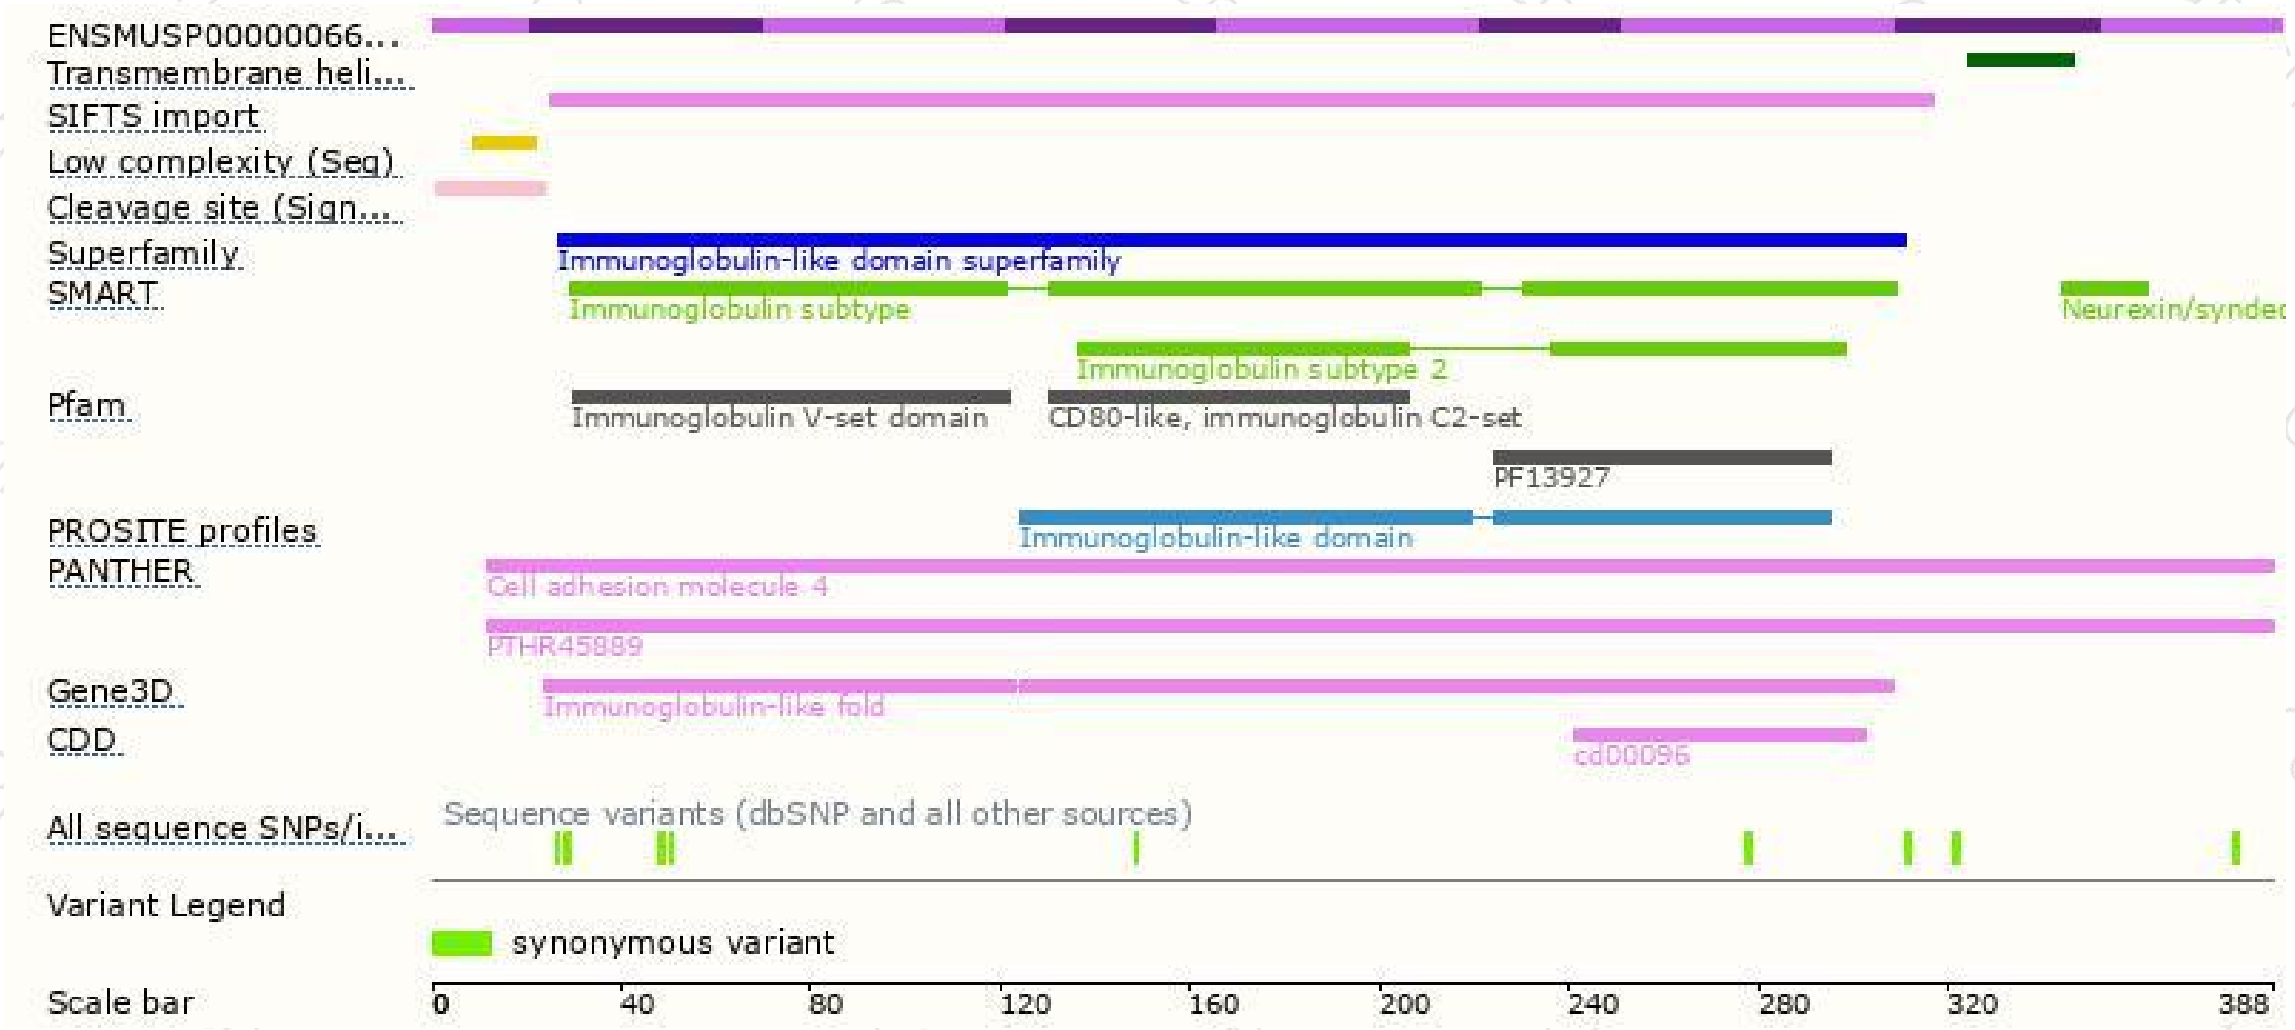 ENSMUSP00000066...
Transmembrane heli...
SIFTS import
Low complexity (Seg)
Cleavage site (Sign...
Superfamily
Immunoglobulin-like domain superfamily
SMART
Immunoglobulin subtype
Neurexin/syndec
Immunoglobulin subtype 2
Pfam
Immunoglobulin V-set domain
CD80-like, immunoglobulin C2-set
PF13927
PROSITE profiles
Immunoglobulin-like domain
PANTHER
Cell adhesion molecule 4
PTHR45889
Gene3D
Immunoglobulin-like fold
CDD
cd00096
All sequence SNPs/i...
Sequence variants (dbSNP and all other sources)
Variant Legend
synonymous variant
Scale bar
0 40 80 120 160 200 240 280 320 388